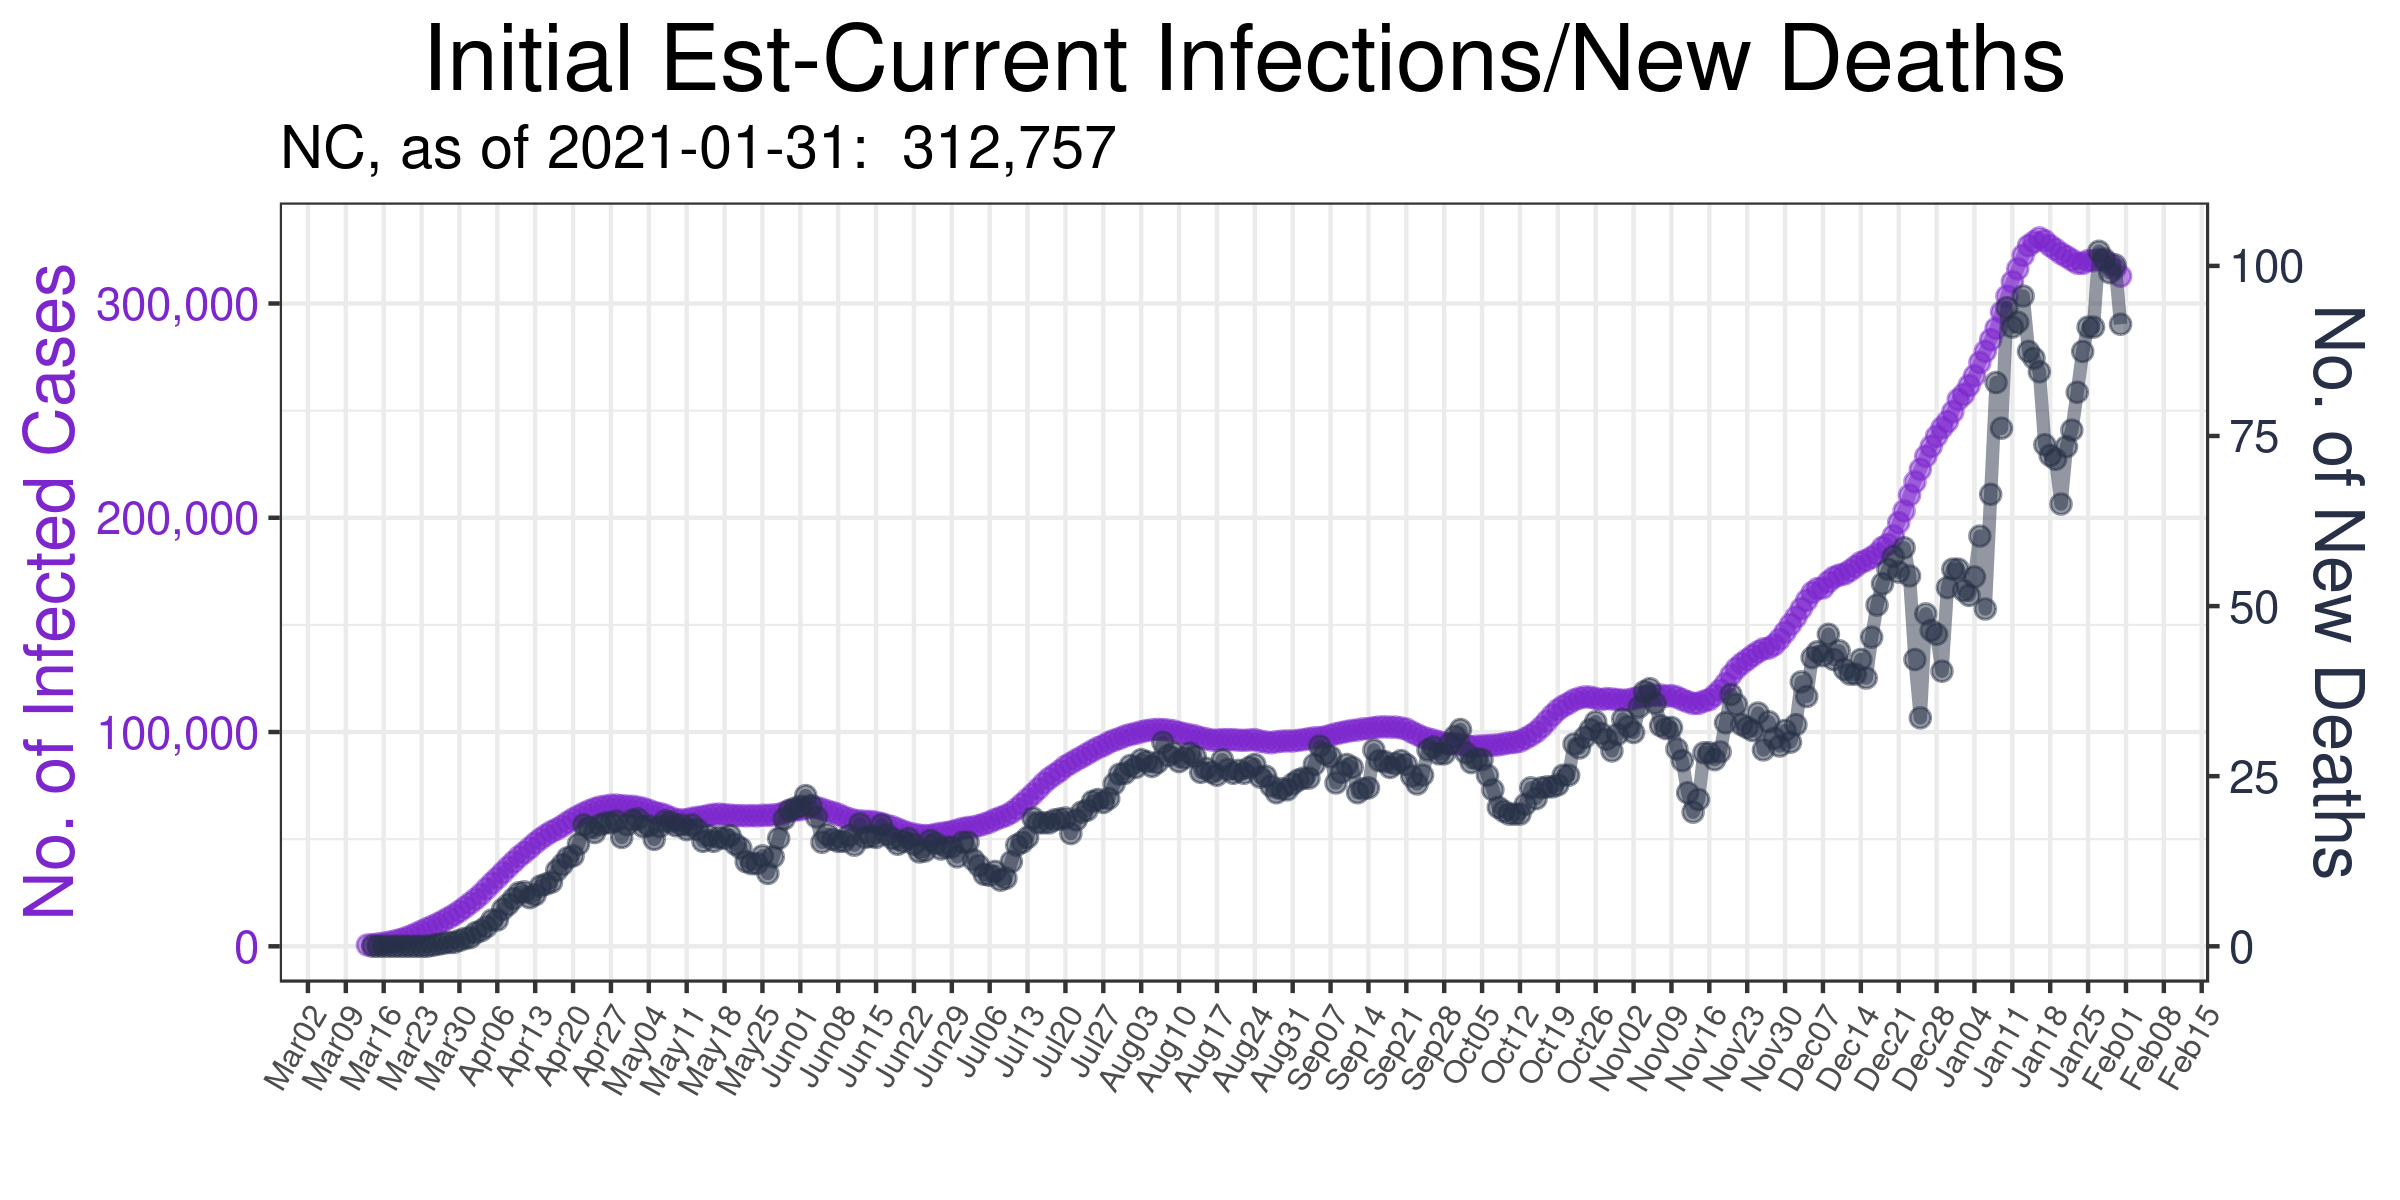 Initial Est-Current Infections/New Deaths
NC, as of 2021-01-31:  312,757
No. of Infected Cases
300,000
200,000
100,000
0
100
75
50
25
0
No. of New Deaths
Mar02
Mar09
Mar16
Mar23
Mar30
Apr06
Apr13
Apr20
Apr27
May04
May11
May18
May25
Jun01
Jun08
Jun15
Jun22
Jun29
Jul06
Jul13
Jul20
Jul27
Aug03
Aug10
Aug17
Aug24
Aug31
Sep07
Sep14
Sep21
Sep28
Oct05
Oct12
Oct19
Oct26
Nov02
Nov09
Nov16
Nov23
Nov30
Dec07
Dec14
Dec21
Dec28
Jan04
Jan11
Jan18
Jan25
Feb01
Feb08
Feb15